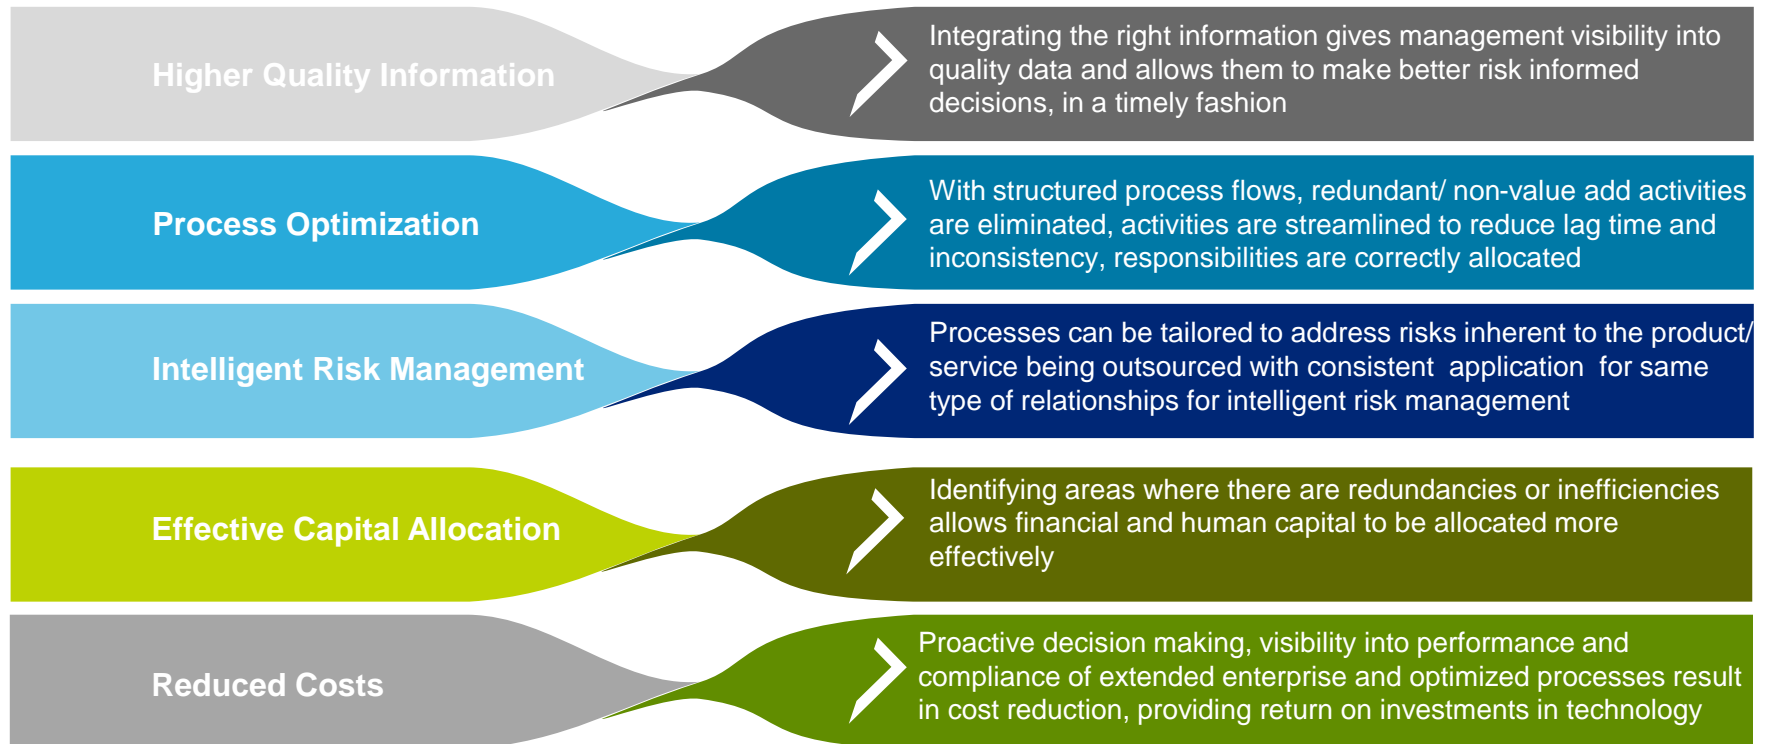 Higher Quality Information
Integrating the right information gives management visibility into
quality data and allows them to make better risk informed
decisions, in a timely fashion
Process Optimization
With structured process flows, redundant/ non-value add activities
are eliminated, activities are streamlined to reduce lag time and
inconsistency, responsibilities are correctly allocated
Intelligent Risk Management
Processes can be tailored to address risks inherent to the product/
service being outsourced with consistent  application  for same
type of relationships for intelligent risk management
Effective Capital Allocation
Identifying areas where there are redundancies or inefficiencies
allows financial and human capital to be allocated more
effectively
Reduced Costs
Proactive decision making, visibility into performance and
compliance of extended enterprise and optimized processes result
in cost reduction, providing return on investments in technology